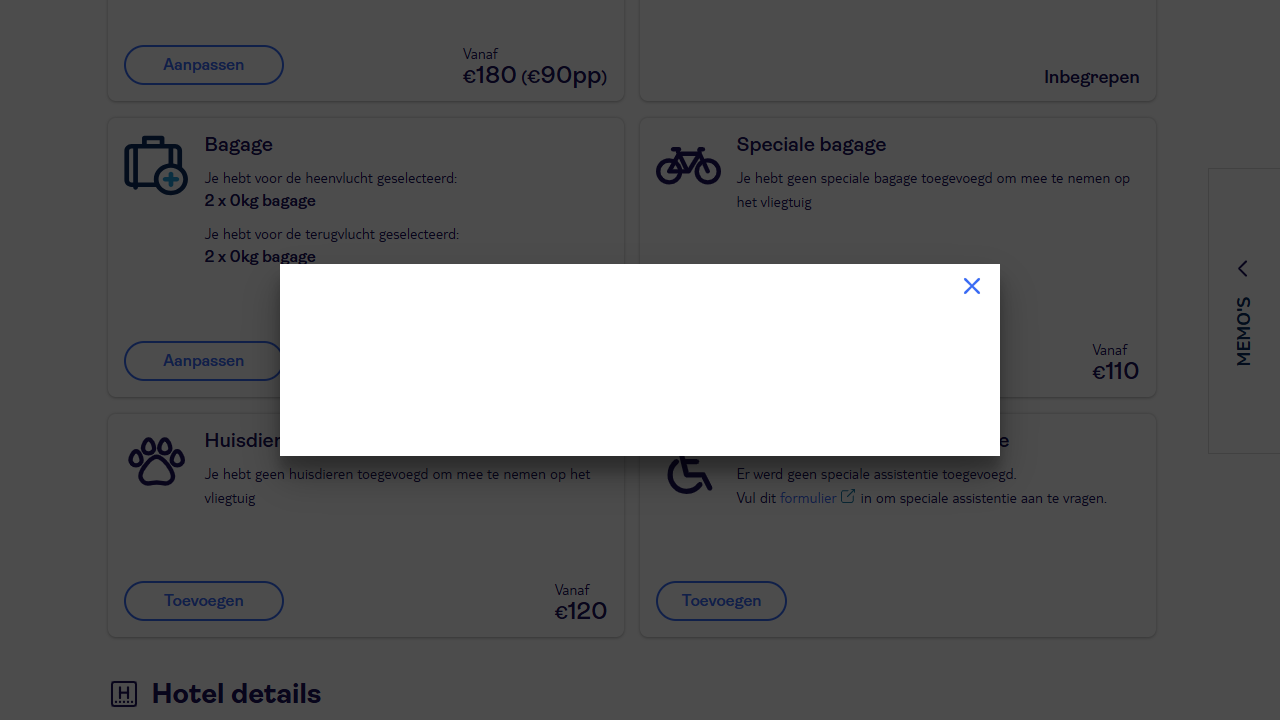 Aanpassen
Vanaf
€180 (€90pp)
Inbegrepen
Bagage
Je hebt voor de heenvlucht geselecteerd:
2 x 0kg bagage
Je hebt voor de terugvlucht geselecteerd:
2 x 0kg bagage
Aanpassen
Speciale bagage
Je hebt geen speciale bagage toegevoegd om mee te nemen op
het vliegtuig
Vanaf
€110
MEMO'S
Je hebt geen huisdieren toegevoegd om mee te nemen op het
vliegtuig
Toevoegen
Vanaf
€120
Er werd geen speciale assistentie toegevoegd.
Vul dit formulier in om speciale assistentie aan te vragen.
Toevoegen
H
Hotel details